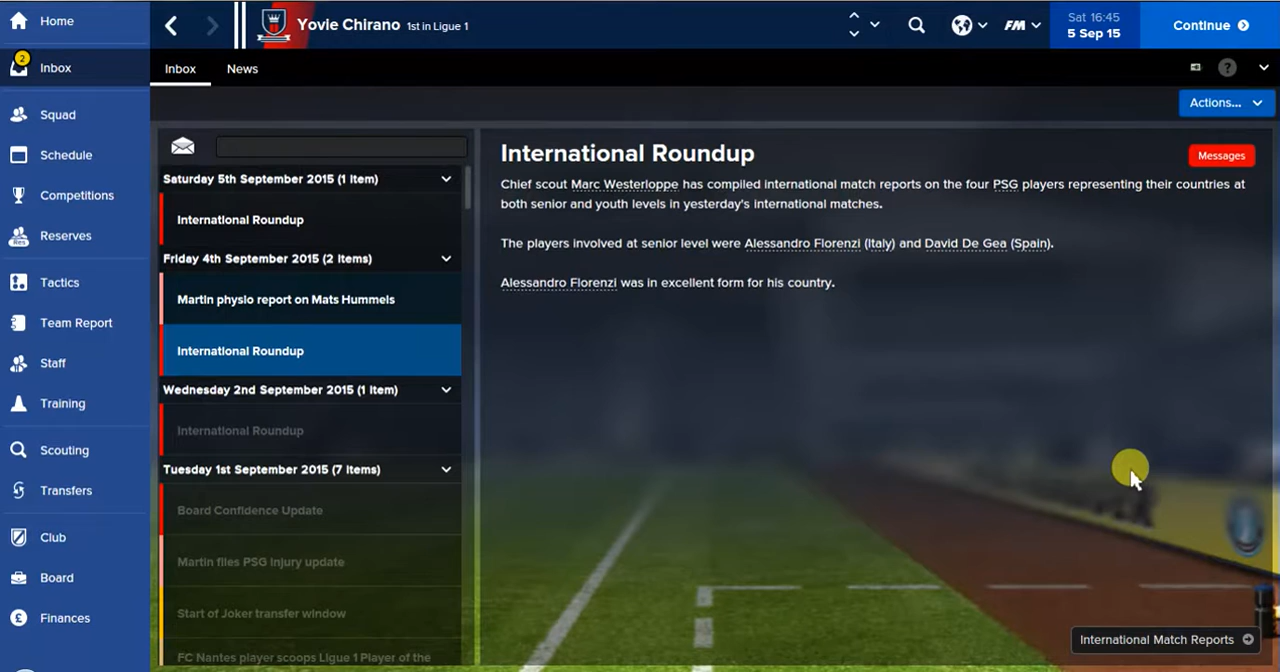 Home
Yovie Chirano 1st in Ligue 1
FM
Sat 16:45
5 Sep 15
Continue
2
Inbox
Inbox News
?
Squad
Actions...
Schedule
Competitions
Res
Reserves
Tactics
Team Report
Staff
Training
Scouting
Transfers
Club
Board
£
Finances
Saturday 5th September 2015 (1 Item)
International Roundup
Friday 4th September 2015 (2 Items)
Martin physio report on Mats Hummels
International Roundup
Wednesday 2nd September 2015 (1 Item)
International Roundup
Tuesday 1st September 2015 (7 Items)
Board Confidence Update
Martin files PSG injury update
Start of Joker transfer window
FC Nantes player scoops Ligue 1 Player of the
International Roundup
Messages
Chief scout Marc Westerloppe has compiled international match reports on the four PSG players representing their countries at
both senior and youth levels in yesterday's international matches.
The players involved at senior level were Alessandro Florenzi (Italy) and David De Gea (Spain).
Alessandro Florenzi was in excellent form for his country.
International Match Reports